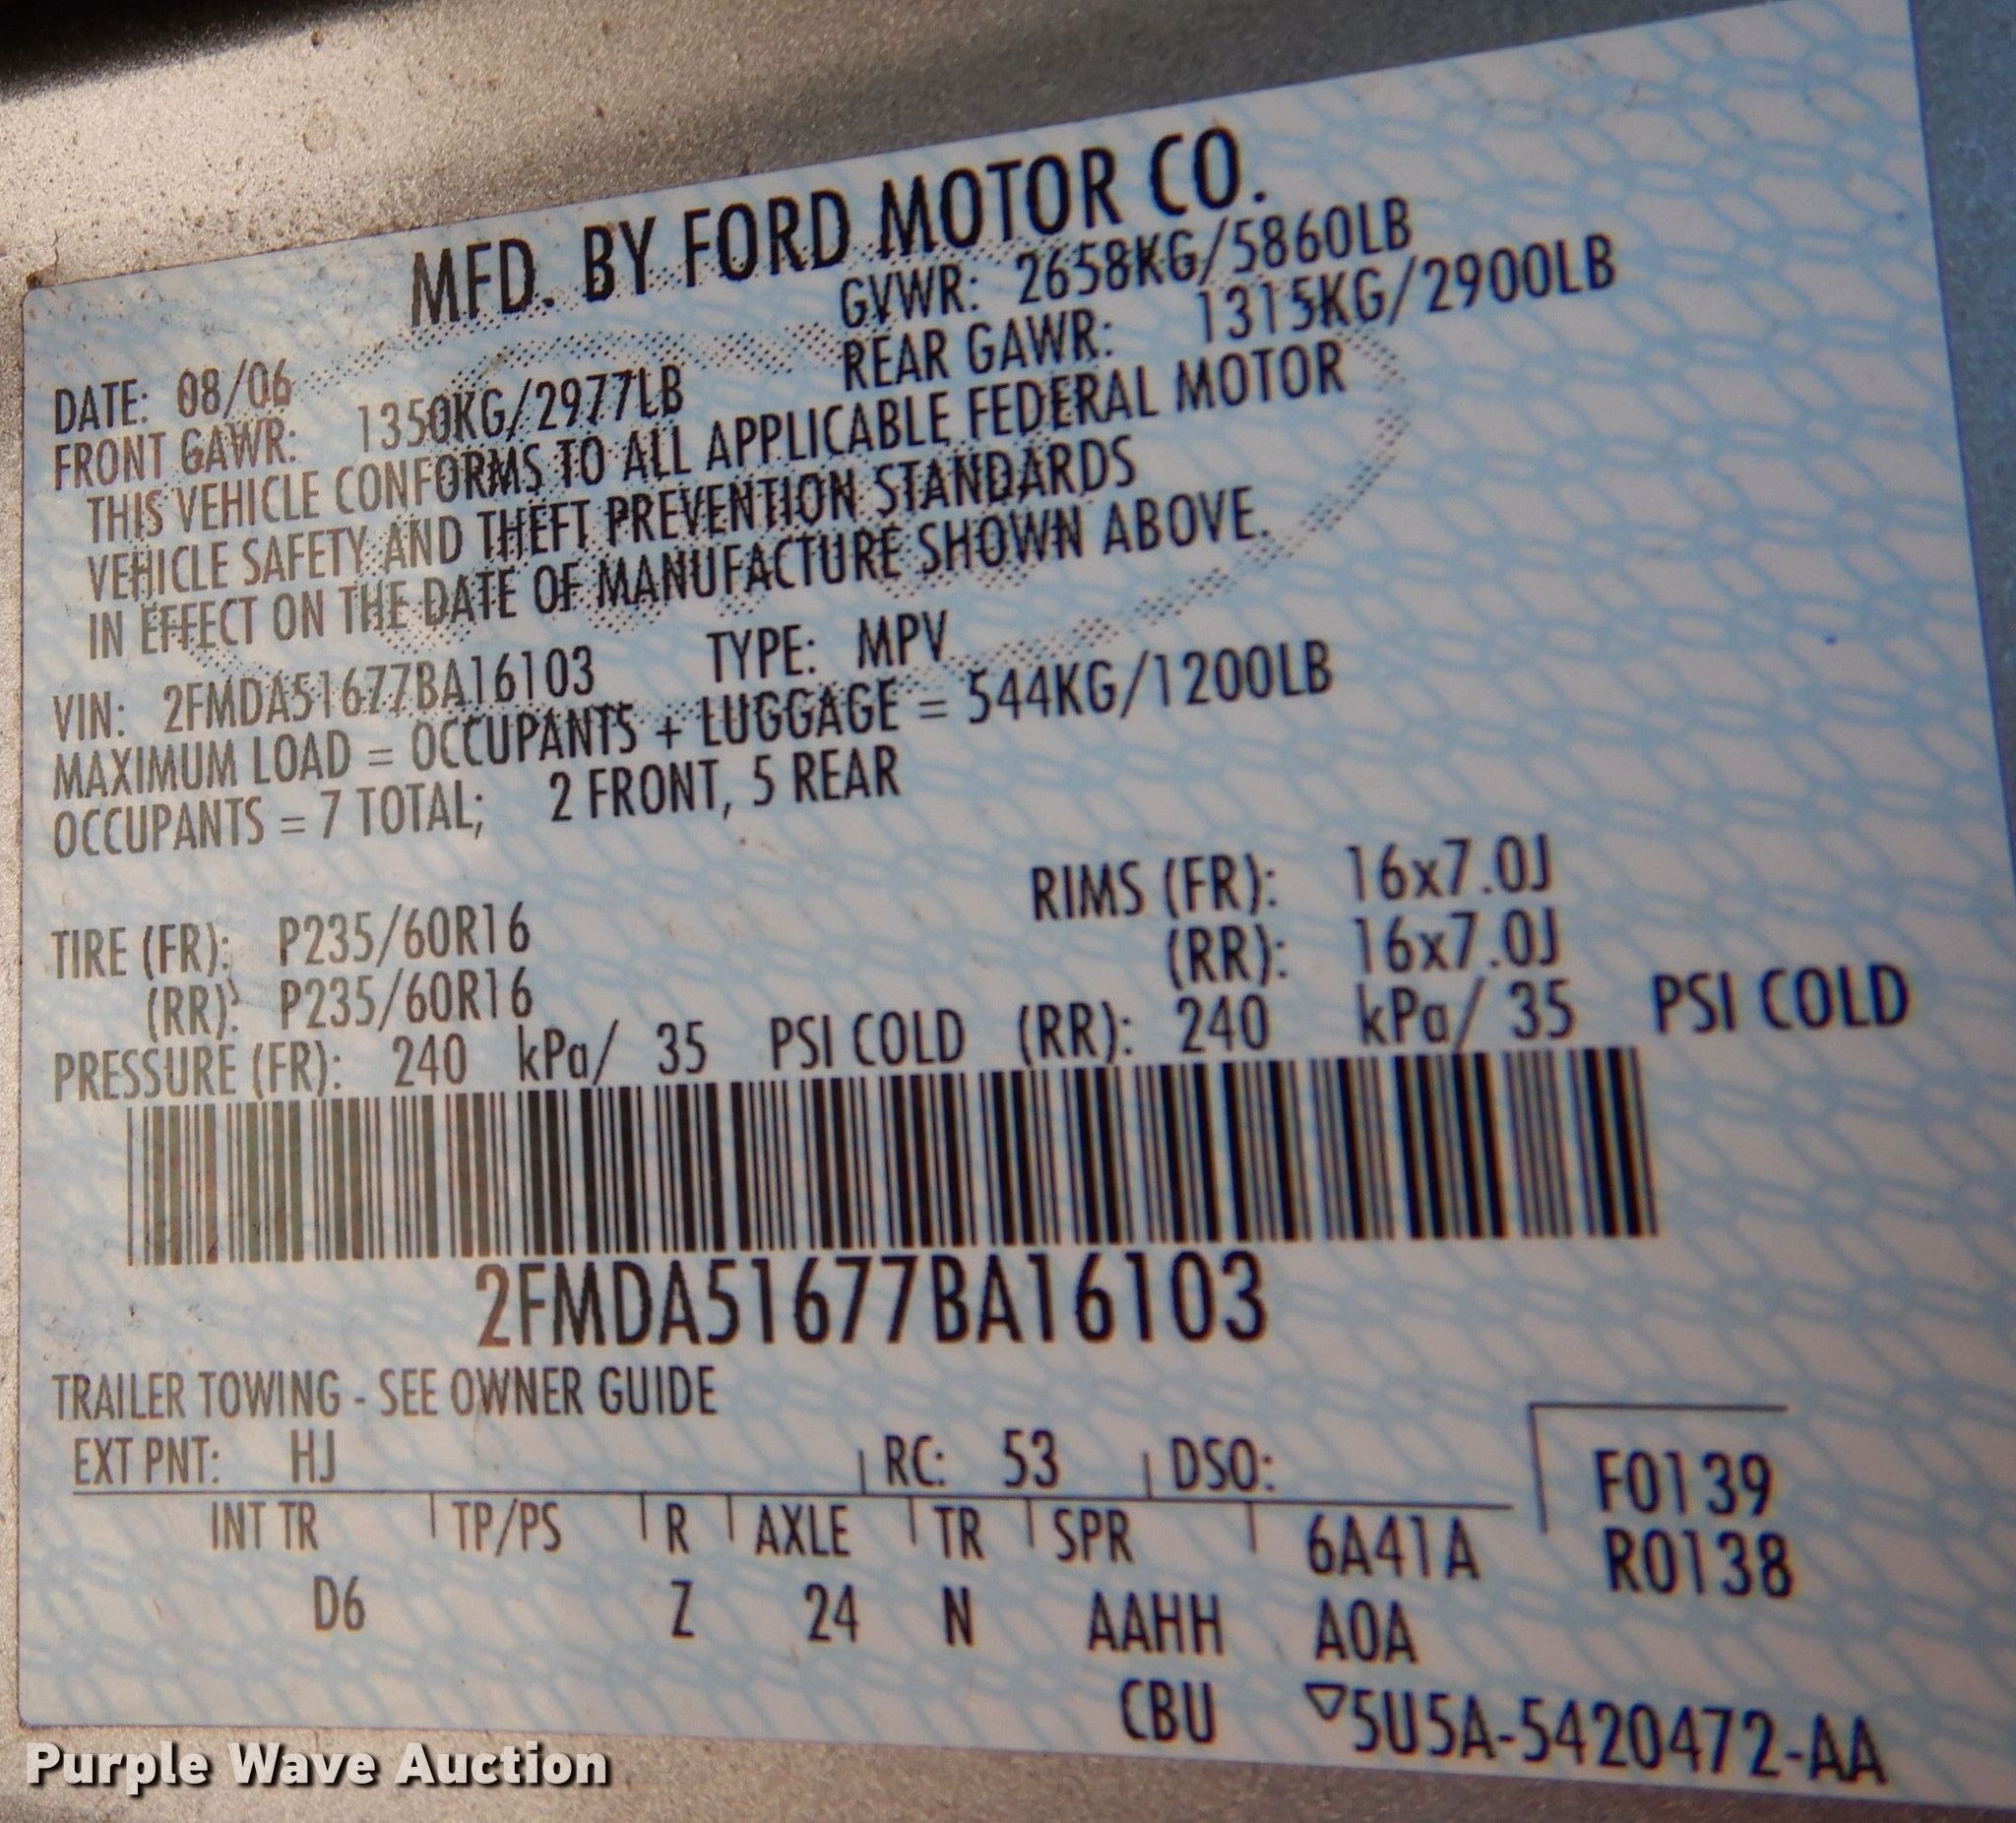 MFD. BY FORD MOTOR CO.
DATE: 08/06 GVWR: 2658KG/5860LB
FRONT GAWR: 1350KG/2977LB REAR GAWR: 1315KG/2900LB
THIS VEHICLE CONFORMS TO ALL APPLICABLE FEDERAL MOTOR
VEHICLE SAFETY AND THEFT PREVENTION STANDARDS
IN EFFECT ON THE DATE OF MANUFACTURE SHOWN ABOVE.
VIN: 2FMDA51677BA16103 TYPE: MPV
MAXIMUM LOAD = OCCUPANTS + LUGGAGE = 544KG/1200LB
OCCUPANTS = 7 TOTAL; 2 FRONT, 5 REAR
TIRE (FR): P235/60R16 RIMS (FR): 16x7.0J
(RR): P235/60R16 (RR): 16x7.0J
PRESSURE (FR): 240 kPa/ 35 PSI COLD (RR): 240 kPa/ 35 PSI COLD
2FMDA51677BA16103
TRAILER TOWING - SEE OWNER GUIDE
EXT PNT: HJ RC: 53 DSO: F0139
INT TR TP/PS R AXLE TR SPR 6A41A R0138
D6 Z 24 N AAHH A0A
CBU ▽5U5A-5420472-AA
Purple Wave Auction